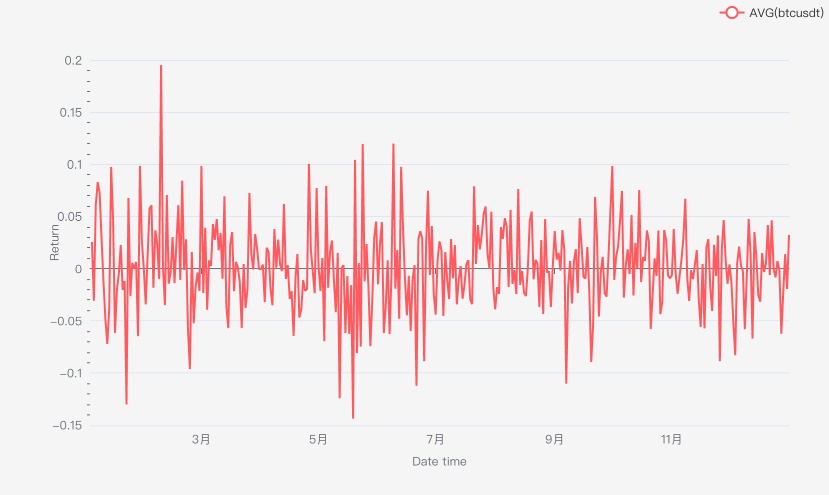 AVG(btcusdt)
0.2
0.15
0.1
0.05
0
−0.05
−0.1
−0.15
Return
3月
5月
7月
9月
11月
Date time